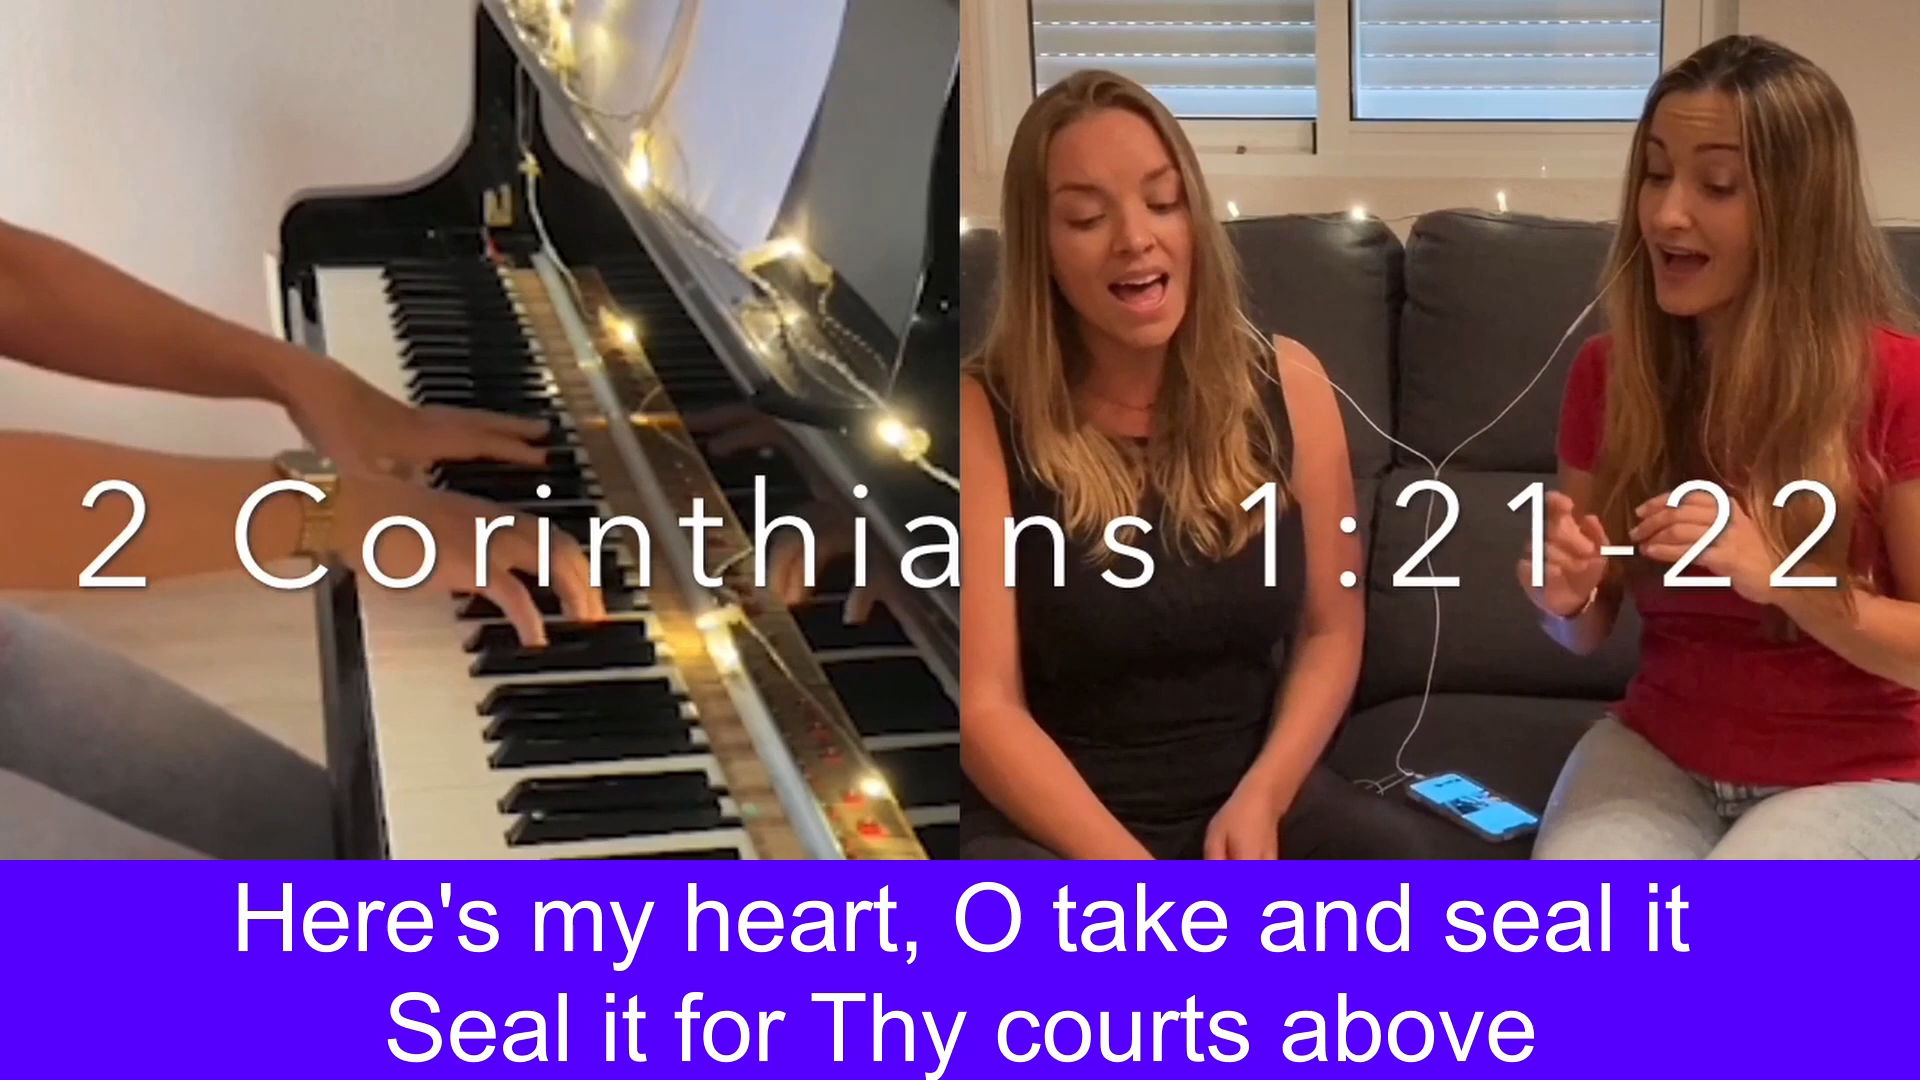 2 Corinthians 1:21-22
Here's my heart, O take and seal it
Seal it for Thy courts above